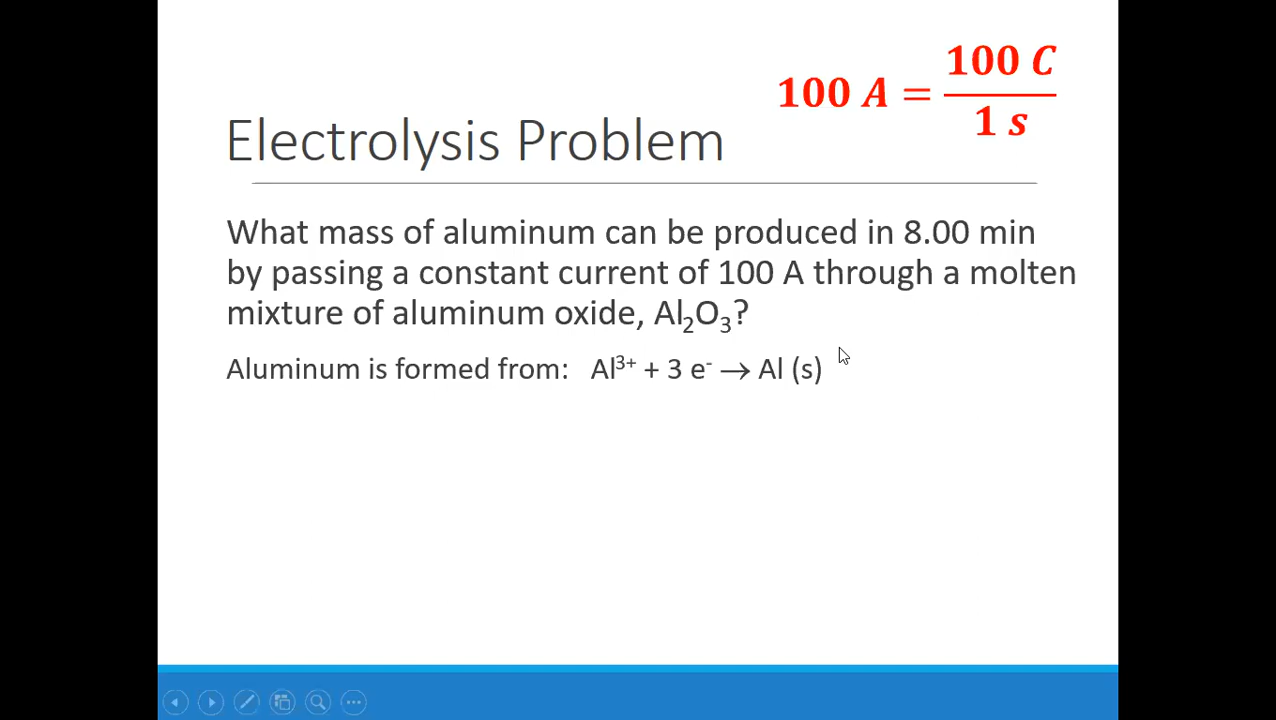 100 A = 100 C / 1 s
Electrolysis Problem
What mass of aluminum can be produced in 8.00 min
by passing a constant current of 100 A through a molten
mixture of aluminum oxide, Al₂O₃?
Aluminum is formed from: Al³⁺ + 3 e⁻ → Al (s)